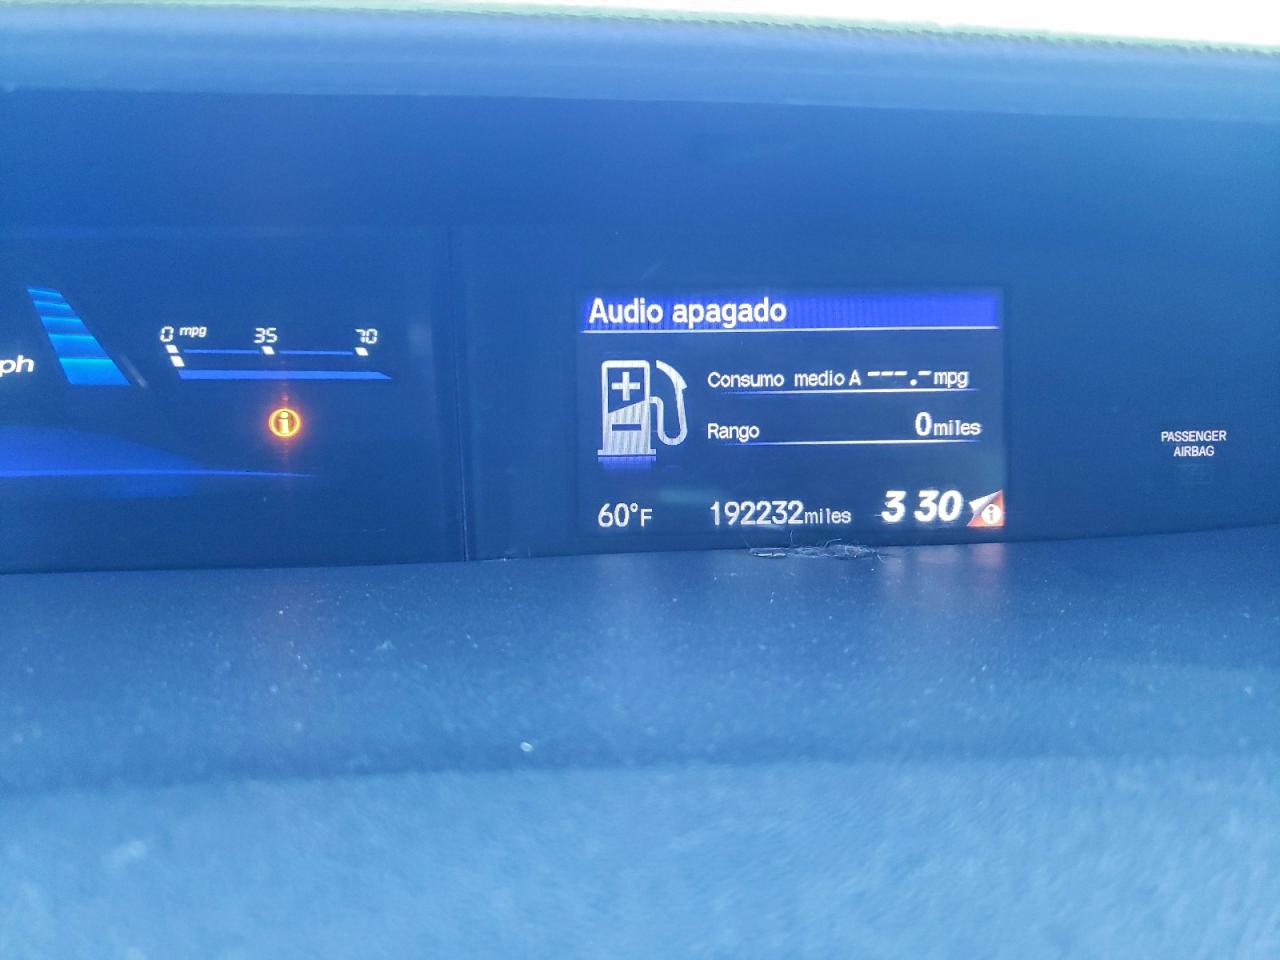 ph
0 mpg 35 70
Audio apagado
Consumo medio A ---.- mpg
Rango 0 miles
60°F 192232 miles 3 30
PASSENGER
AIRBAG